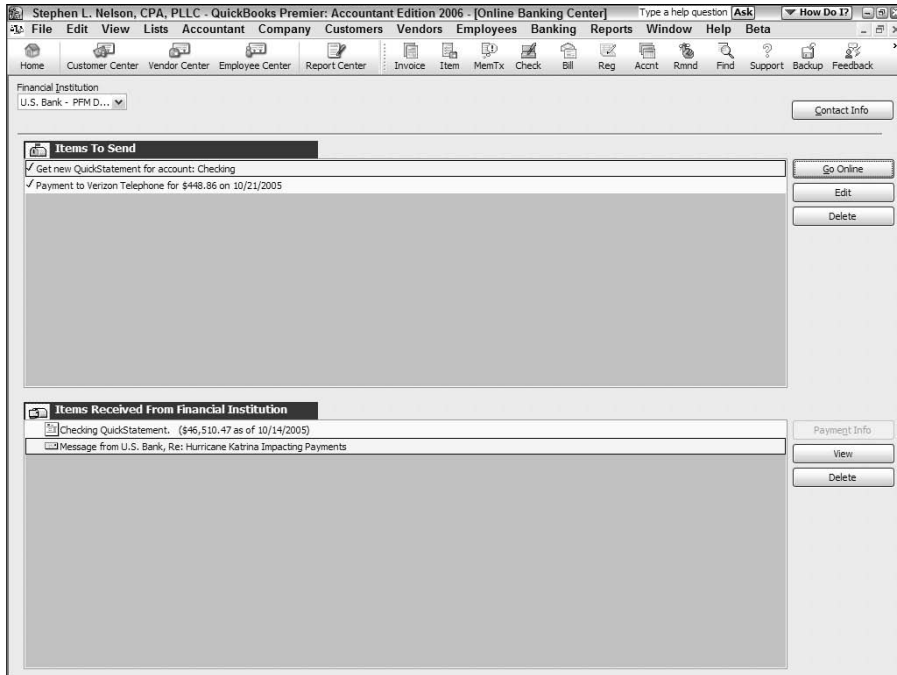 Stephen L. Nelson, CPA, PLLC - QuickBooks Premier: Accountant Edition 2006 - [Online Banking Center] Type a help question Ask How Do I?
File Edit View Lists Accountant Company Customers Vendors Employees Banking Reports Window Help Beta
Home Customer Center Vendor Center Employee Center Report Center Invoice Item MemTx Check Bill Reg Accnt Rmnd Find Support Backup Feedback
Financial Institution
U.S. Bank - PFM D...
Contact Info
Items To Send
Get new QuickStatement for account: Checking
Go Online
Payment to Verizon Telephone for $448.86 on 10/21/2005
Edit
Delete
Items Received From Financial Institution
Checking QuickStatement. ($46,510.47 as of 10/14/2005)
Payment Info
Message from U.S. Bank, Re: Hurricane Katrina Impacting Payments
View
Delete